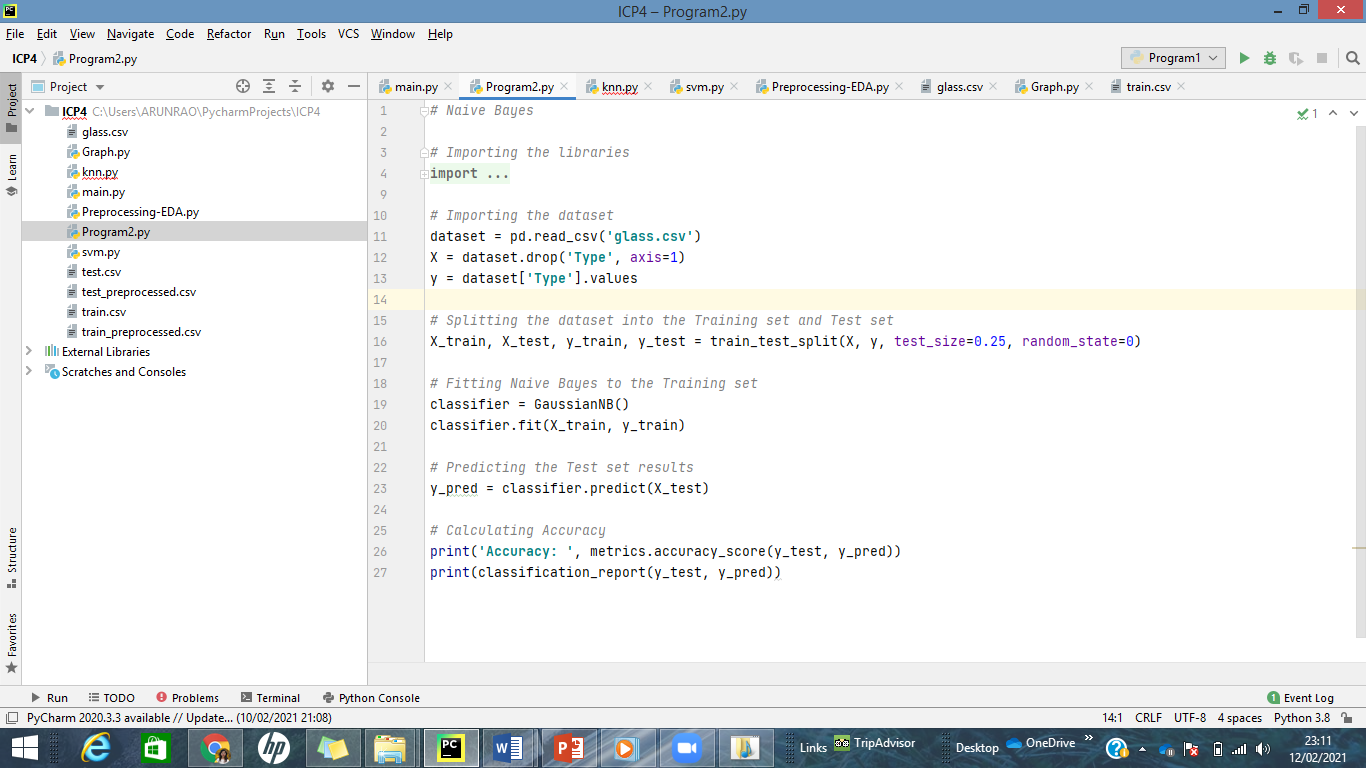 ICP4 – Program2.py
File Edit View Navigate Code Refactor Run Tools VCS Window Help
ICP4 Program2.py
Program1
Project
main.py Program2.py knn.py svm.py Preprocessing-EDA.py glass.csv Graph.py train.csv
Project
Learn
Structure
Favorites
ICP4 C:\Users\ARUNRAO\PycharmProjects\ICP4
glass.csv
Graph.py
knn.py
main.py
Preprocessing-EDA.py
Program2.py
svm.py
test.csv
test_preprocessed.csv
train.csv
train_preprocessed.csv
External Libraries
Scratches and Consoles
1
1 # Naive Bayes
2
3 # Importing the libraries
4 import ...
9
10 # Importing the dataset
11 dataset = pd.read_csv('glass.csv')
12 X = dataset.drop('Type', axis=1)
13 y = dataset['Type'].values
14
15 # Splitting the dataset into the Training set and Test set
16 X_train, X_test, y_train, y_test = train_test_split(X, y, test_size=0.25, random_state=0)
17
18 # Fitting Naive Bayes to the Training set
19 classifier = GaussianNB()
20 classifier.fit(X_train, y_train)
21
22 # Predicting the Test set results
23 y_pred = classifier.predict(X_test)
24
25 # Calculating Accuracy
26 print('Accuracy: ', metrics.accuracy_score(y_test, y_pred))
27 print(classification_report(y_test, y_pred))
Run TODO Problems Terminal Python Console 1 Event Log
PyCharm 2020.3.3 available // Update... (10/02/2021 21:08) 14:1 CRLF UTF-8 4 spaces Python 3.8
Links TripAdvisor Desktop OneDrive
23:11
12/02/2021